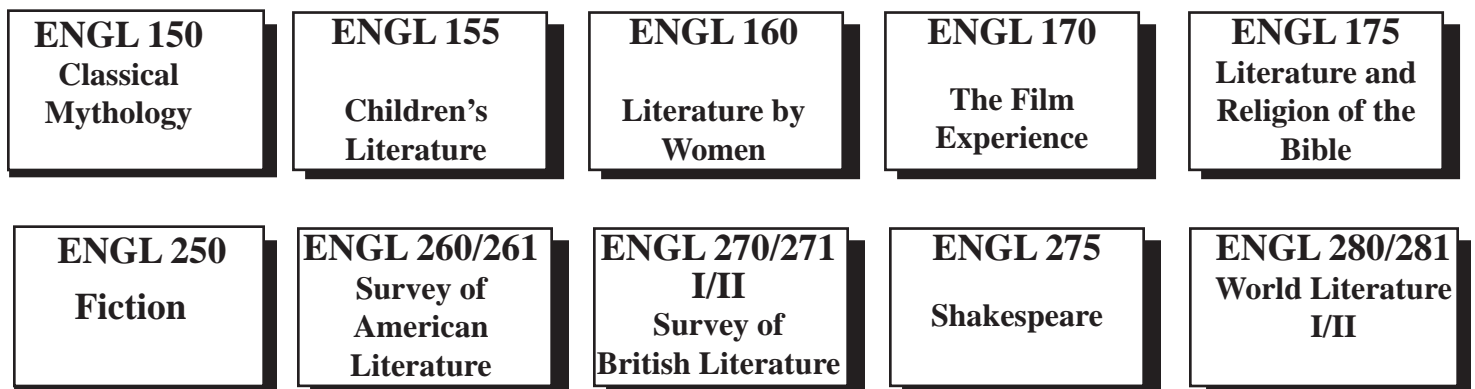 ENGL 150
Classical
Mythology
ENGL 155
Children’s
Literature
ENGL 160
Literature by
Women
ENGL 170
The Film
Experience
ENGL 175
Literature and
Religion of the
Bible
ENGL 250
Fiction
ENGL 260/261
Survey of
American
Literature
ENGL 270/271
I/II
Survey of
British Literature
ENGL 275
Shakespeare
ENGL 280/281
World Literature
I/II